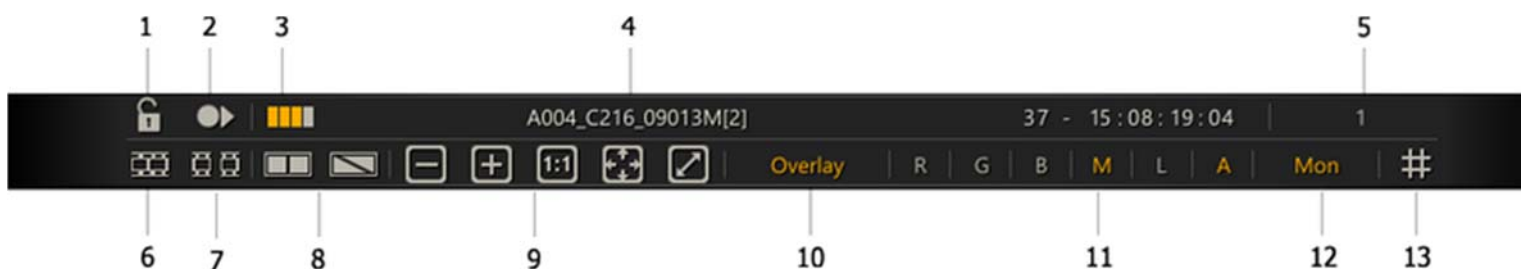 1 2 3 4 5
A004_C216_09013M[2] 37 - 15:08:19:04 1
1:1 Overlay R G B M L A Mon
6 7 8 9 10 11 12 13